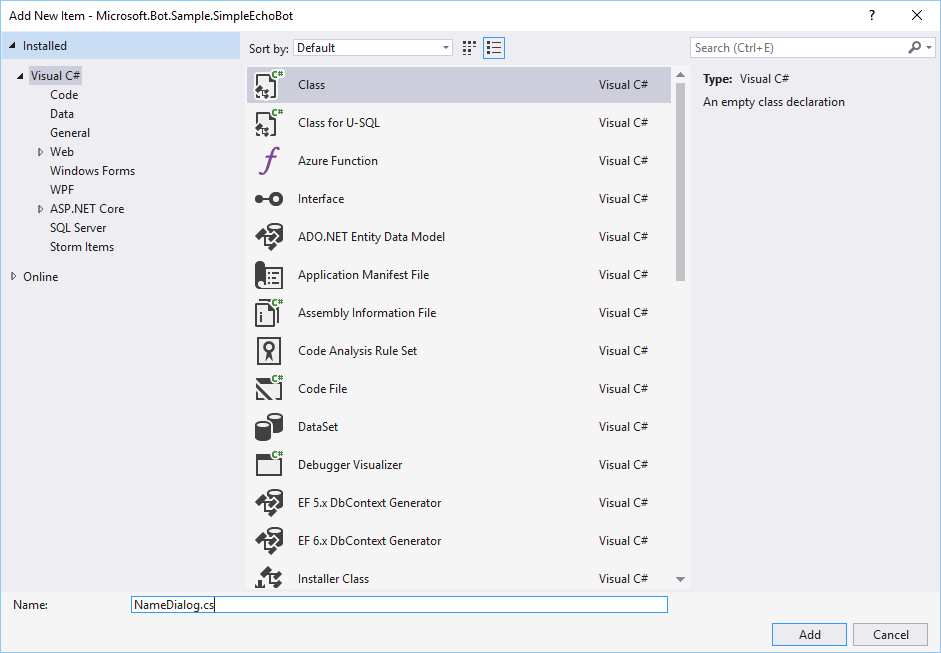 Add New Item - Microsoft.Bot.Sample.SimpleEchoBot
?
Installed
Sort by: Default
Search (Ctrl+E)
Visual C#
Code
Data
General
Web
Windows Forms
WPF
ASP.NET Core
SQL Server
Storm Items
Online
C# Class Visual C#
C# Class for U-SQL Visual C#
Azure Function Visual C#
Interface Visual C#
ADO.NET Entity Data Model Visual C#
Application Manifest File Visual C#
C# Assembly Information File Visual C#
Code Analysis Rule Set Visual C#
C# Code File Visual C#
DataSet Visual C#
C# Debugger Visualizer Visual C#
EF 5.x DbContext Generator Visual C#
EF 6.x DbContext Generator Visual C#
Installer Class Visual C#
Type: Visual C#
An empty class declaration
Name: NameDialog.cs
Add Cancel